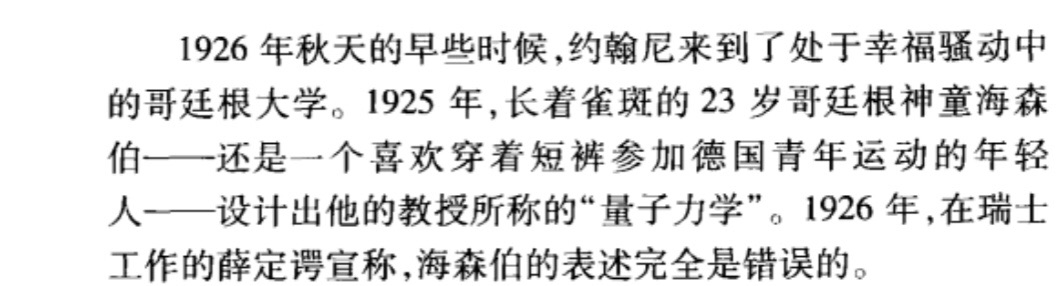 1926 年秋天的早些时候,约翰尼来到了处于幸福骚动中
的哥廷根大学。1925 年,长着雀斑的 23 岁哥廷根神童海森
伯——还是一个喜欢穿着短裤参加德国青年运动的年轻
人——设计出他的教授所称的“量子力学”。1926 年,在瑞士
工作的薛定谔宣称,海森伯的表述完全是错误的。